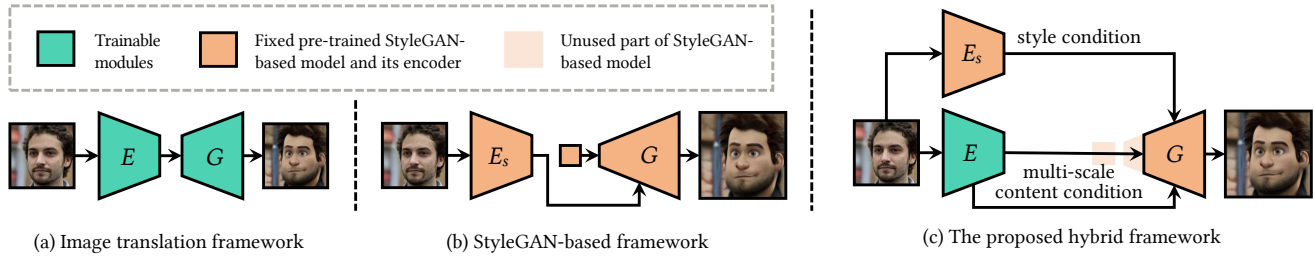 Trainable
modules
Fixed pre-trained StyleGAN-
based model and its encoder
Unused part of StyleGAN-
based model
E
G
(a) Image translation framework
E_s
G
(b) StyleGAN-based framework
E_s
style condition
E
G
multi-scale
content condition
(c) The proposed hybrid framework